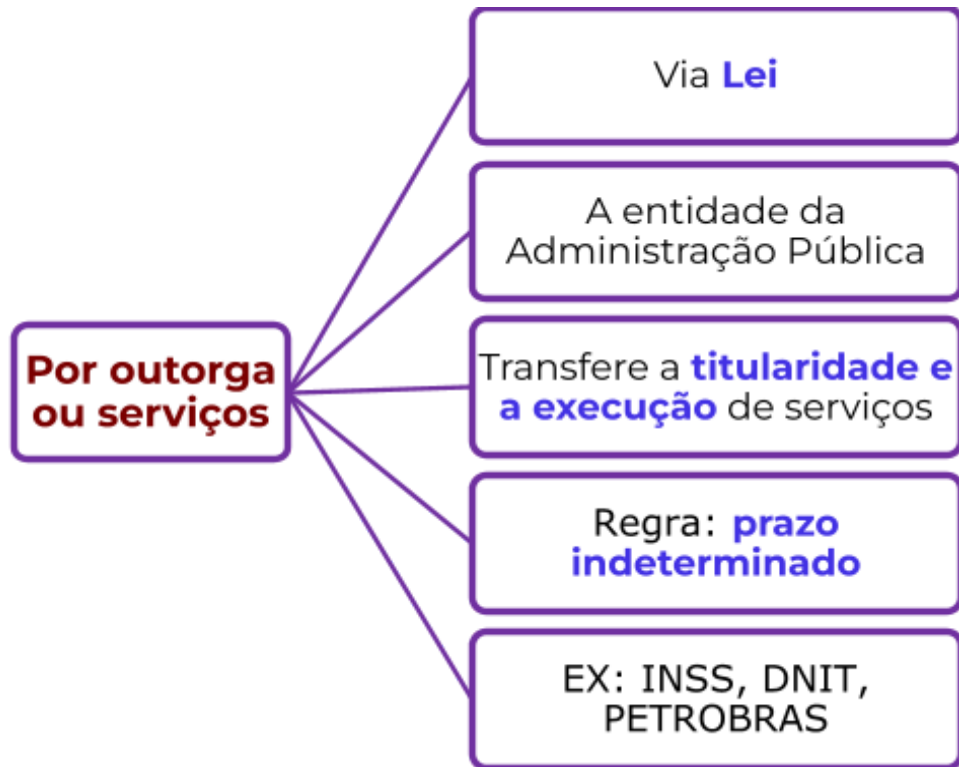 Via Lei
A entidade da
Administração Pública
Por outorga
ou serviços
Transfere a titularidade e
a execução de serviços
Regra: prazo
indeterminado
EX: INSS, DNIT,
PETROBRAS